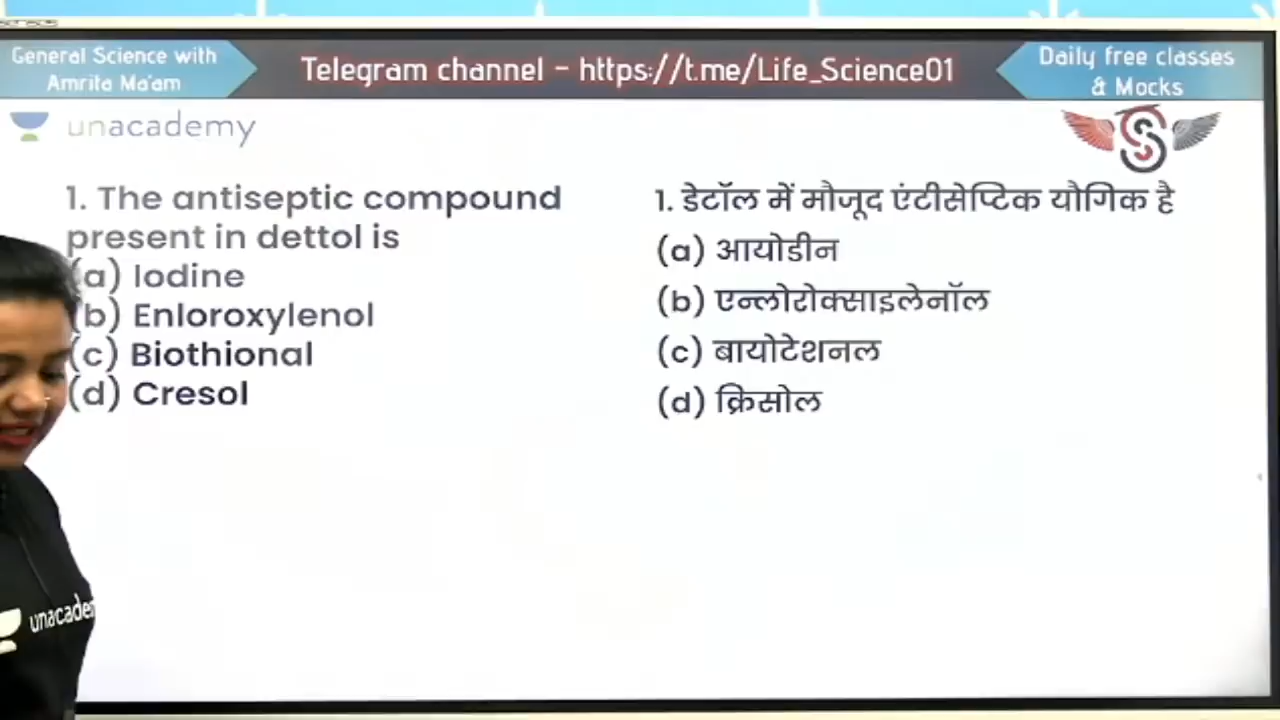 General Science with
Amrita Ma'am
Telegram channel - https://t.me/Life_Science01
Daily free classes
& Mocks
unacademy
1. The antiseptic compound
present in dettol is
(a) Iodine
(b) Enloroxylenol
(c) Biothional
(d) Cresol
1. डेटॉल में मौजूद एंटीसेप्टिक यौगिक है
(a) आयोडीन
(b) एन्लोरोक्साइलेनॉल
(c) बायोटेशनल
(d) क्रिसोल
unacade